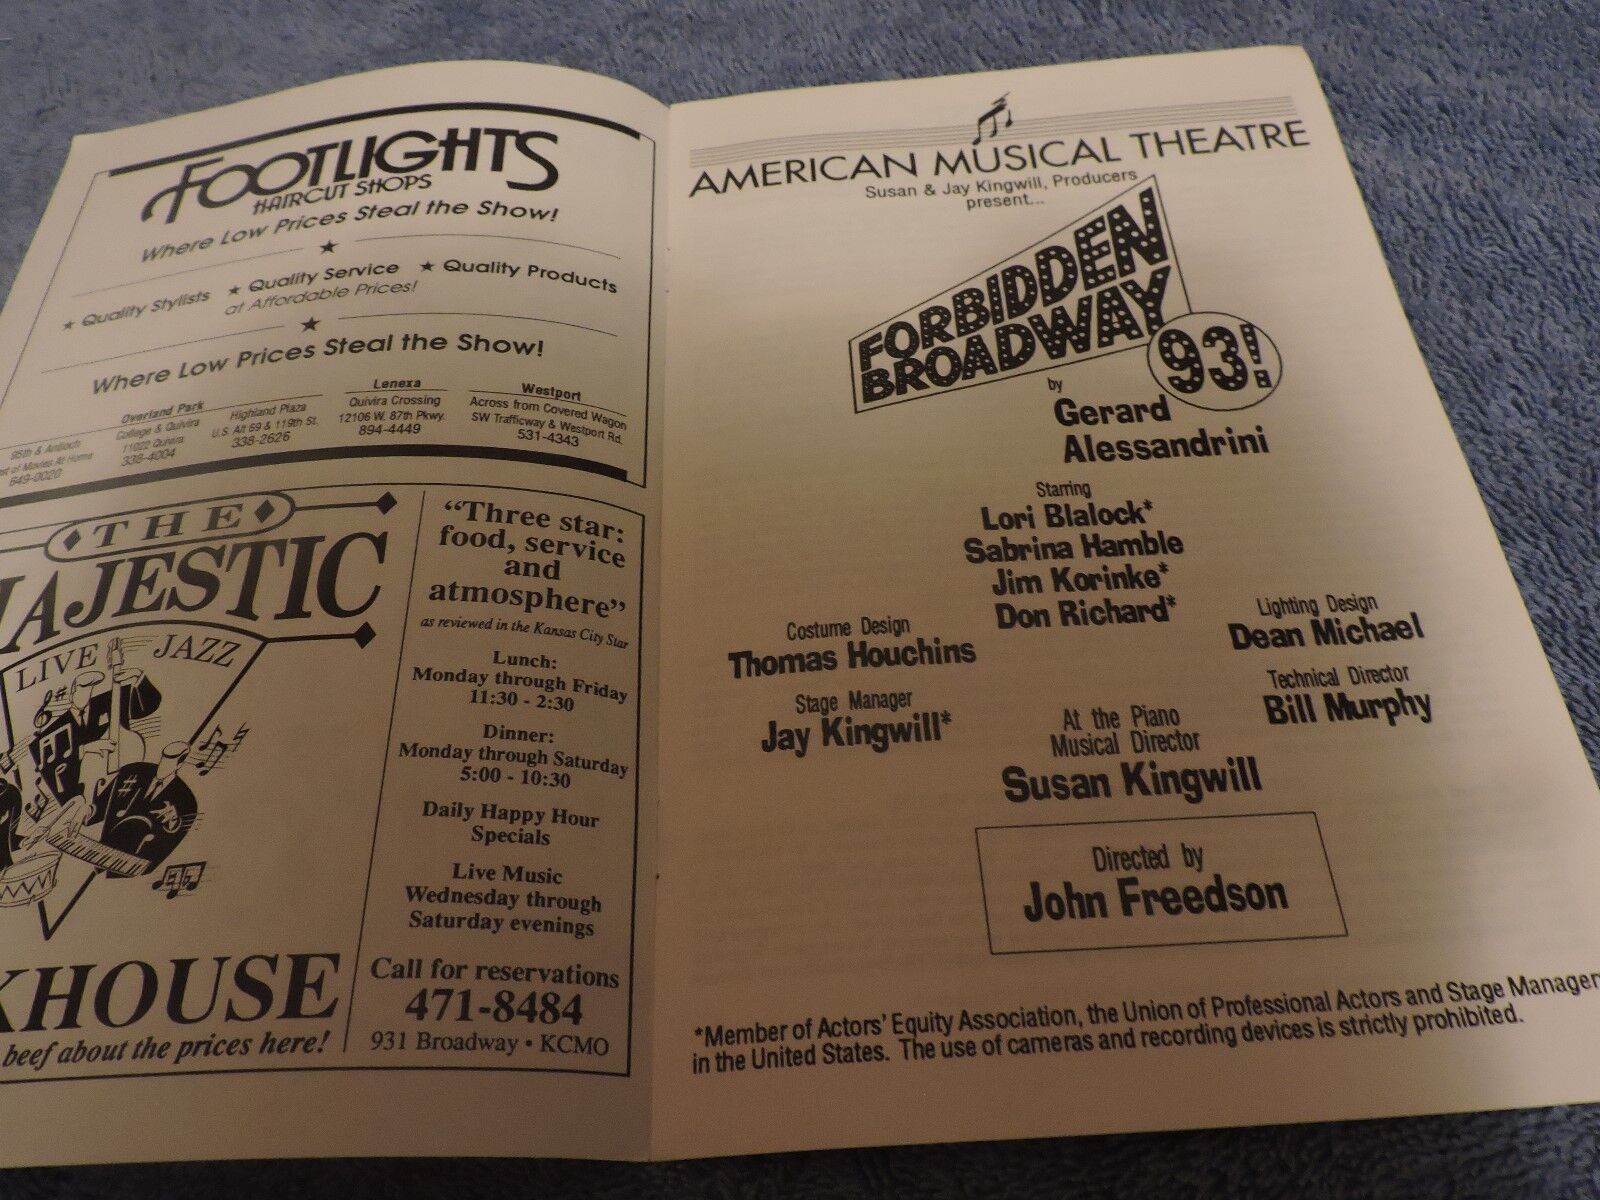 FOOTLIGHTS
HAIRCUT SHOPS
Where Low Prices Steal the Show!
★
★ Quality Stylists ★ Quality Service ★ Quality Products
at Affordable Prices!
★
Where Low Prices Steal the Show!
95th & Antioch
of Movies At Home
649-0020
Overland Park
College & Quivira
11022 Quivira
338-4004
Highland Plaza
U.S. Alt 69 & 119th St.
338-2626
Lenexa
Quivira Crossing
12106 W. 87th Pkwy.
894-4449
Westport
Across from Covered Wagon
SW Trafficway & Westport Rd.
531-4343
THE
MAJESTIC
LIVE JAZZ
KHOUSE
beef about the prices here!
“Three star:
food, service
and
atmosphere”
as reviewed in the Kansas City Star
Lunch:
Monday through Friday
11:30 - 2:30
Dinner:
Monday through Saturday
5:00 - 10:30
Daily Happy Hour
Specials
Live Music
Wednesday through
Saturday evenings
Call for reservations
471-8484
931 Broadway • KCMO
AMERICAN MUSICAL THEATRE
Susan & Jay Kingwill, Producers
present...
FORBIDDEN
BROADWAY
93!
by
Gerard
Alessandrini
Starring
Lori Blalock*
Sabrina Hamble
Jim Korinke*
Don Richard*
Costume Design
Thomas Houchins
Lighting Design
Dean Michael
Stage Manager
Jay Kingwill*
Technical Director
Bill Murphy
At the Piano
Musical Director
Susan Kingwill
Directed by
John Freedson
*Member of Actors’ Equity Association, the Union of Professional Actors and Stage Manager
in the United States. The use of cameras and recording devices is strictly prohibited.